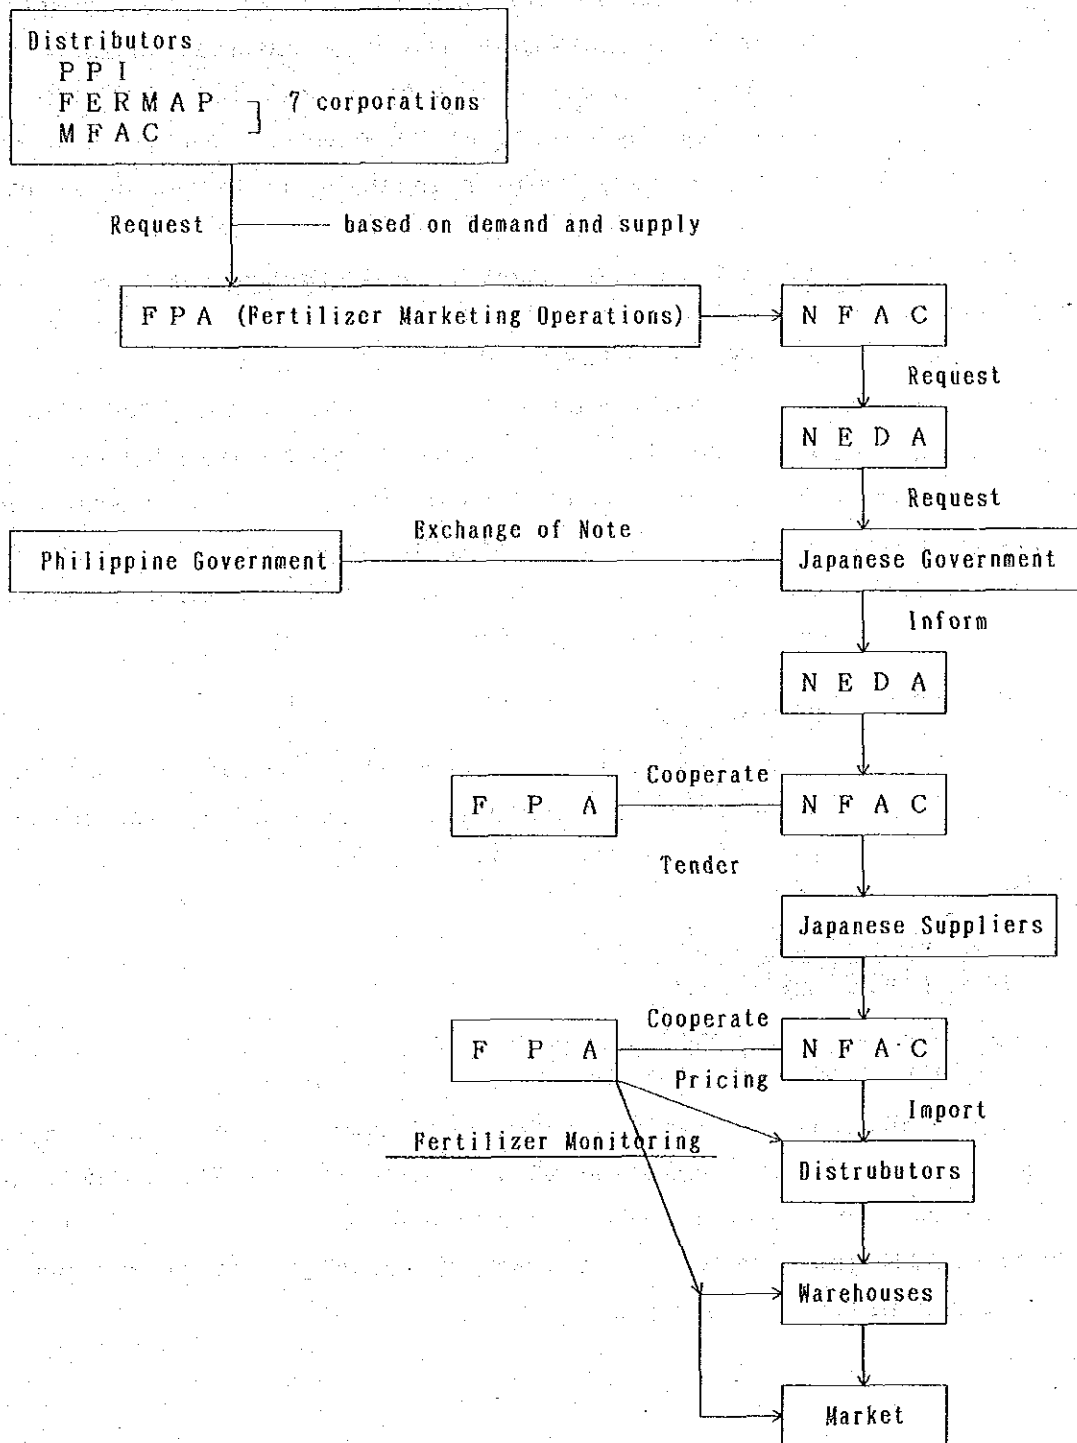 Distributors
PPI
FERMAP ] 7 corporations
MFAC
Request based on demand and supply
FPA (Fertilizer Marketing Operations)
NFAC
Request
NEDA
Request
Exchange of Note
Philippine Government
Japanese Government
Inform
NEDA
Cooperate
FPA
NFAC
Tender
Japanese Suppliers
Cooperate
FPA
NFAC
Pricing
Import
Fertilizer Monitoring
Distrubutors
Warehouses
Market